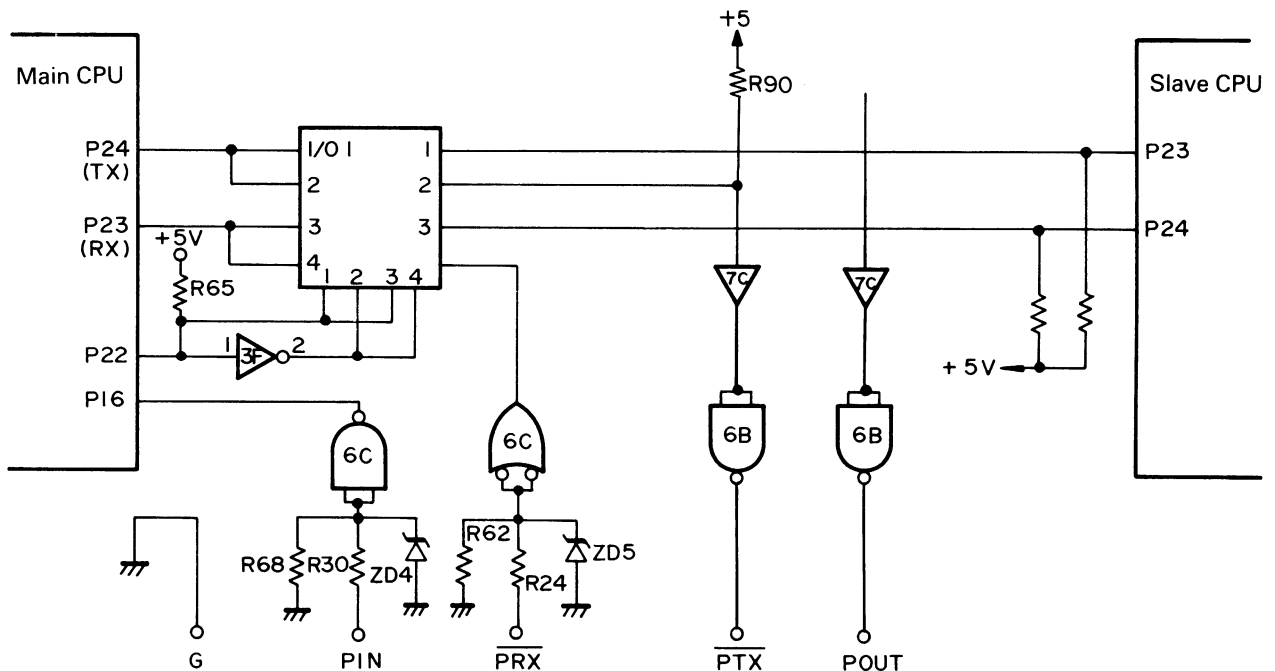 +5
Main CPU
R90
Slave CPU
P24
(TX)
I/O 1
1
P23
2
2
P23
(RX)
3
3
P24
+5V
4
1
2
3
4
R65
P22
1
3F
2
7C
7C
+5V
P16
6C
6C
6B
6B
R68
R30
ZD4
R62
R24
ZD5
G
PIN
PRX
PTX
POUT